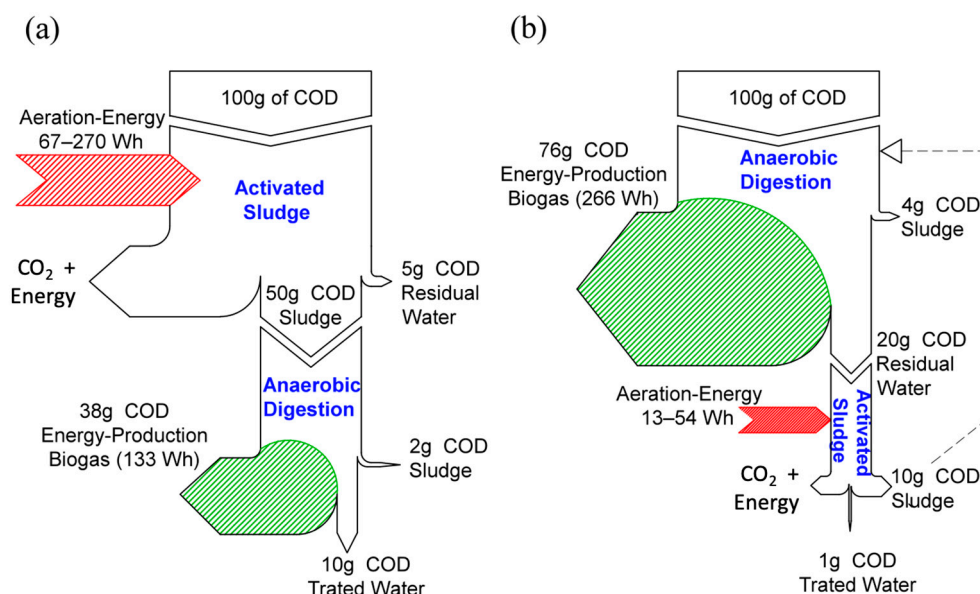 (a)
100g of COD
Aeration-Energy
67–270 Wh
Activated
Sludge
CO2 +
Energy
50g COD
Sludge
5g COD
Residual
Water
Anaerobic
Digestion
38g COD
Energy-Production
Biogas (133 Wh)
2g COD
Sludge
10g COD
Trated Water
(b)
100g of COD
76g COD
Energy-Production
Biogas (266 Wh)
Anaerobic
Digestion
4g COD
Sludge
20g COD
Residual
Water
Aeration-Energy
13–54 Wh
Activated
Sludge
CO2 +
Energy
10g COD
Sludge
1g COD
Trated Water